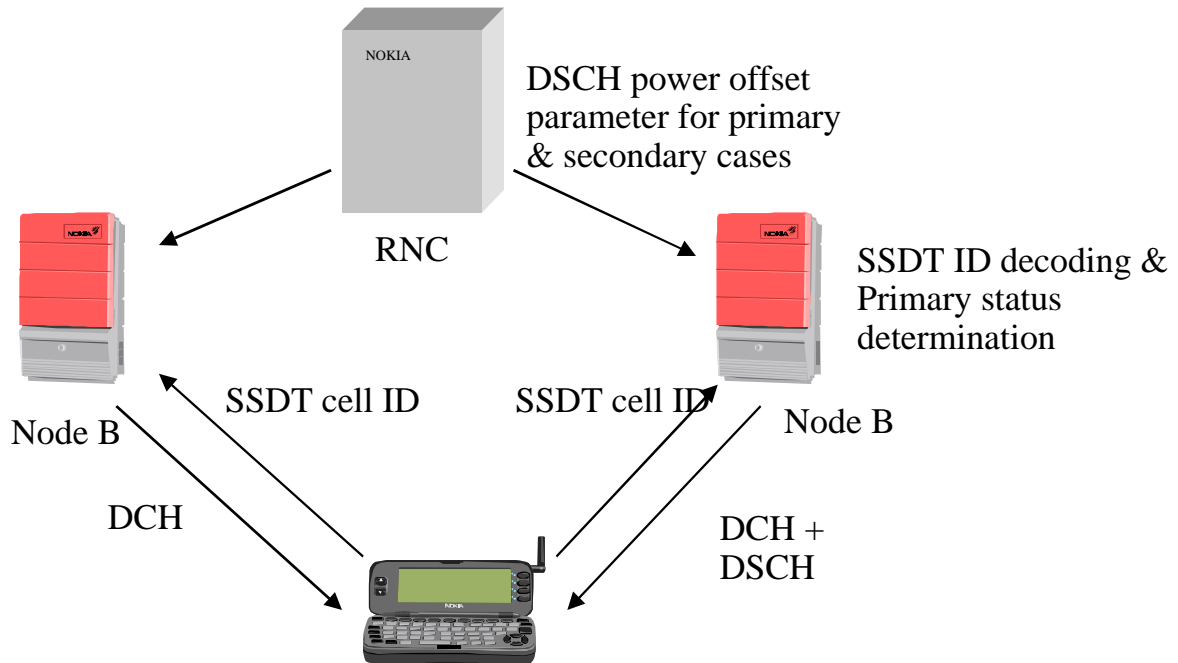 NOKIA
DSCH power offset
parameter for primary
& secondary cases
RNC
NOKIA
NOKIA
SSDT ID decoding &
Primary status
determination
SSDT cell ID
SSDT cell ID
Node B
Node B
DCH
DCH +
DSCH
NOKIA